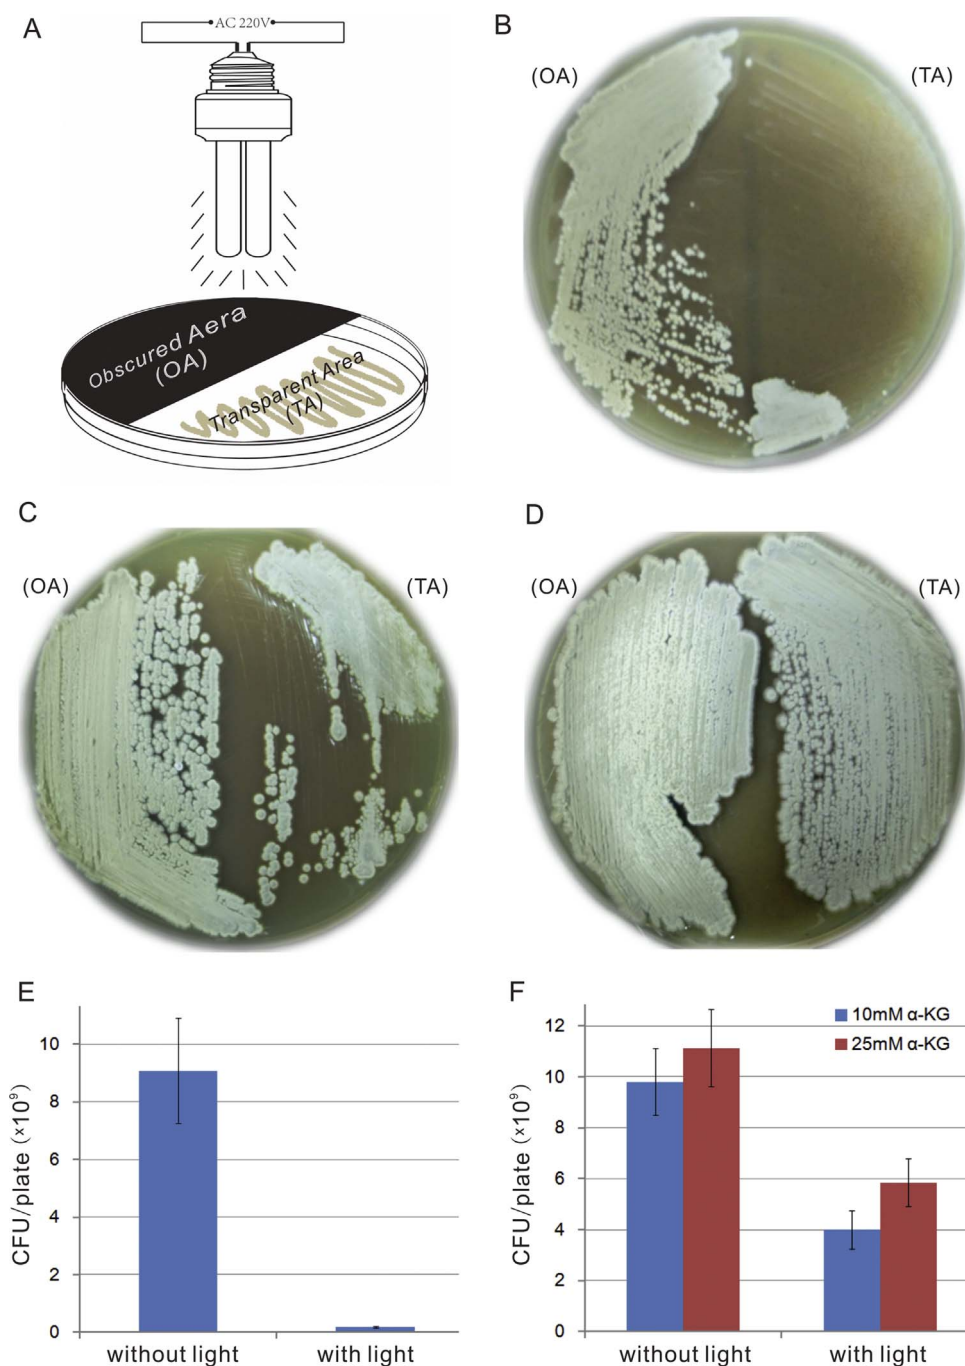 A
AC 220V
Obscured Aera
(OA)
Transparent Area
(TA)
B
(OA)
(TA)
C
(OA)
(TA)
D
(OA)
(TA)
E
CFU/plate (×10⁹)
10
8
6
4
2
0
without light
with light
F
CFU/plate (×10⁹)
12
10
8
6
4
2
0
10mM α-KG
25mM α-KG
without light
with light